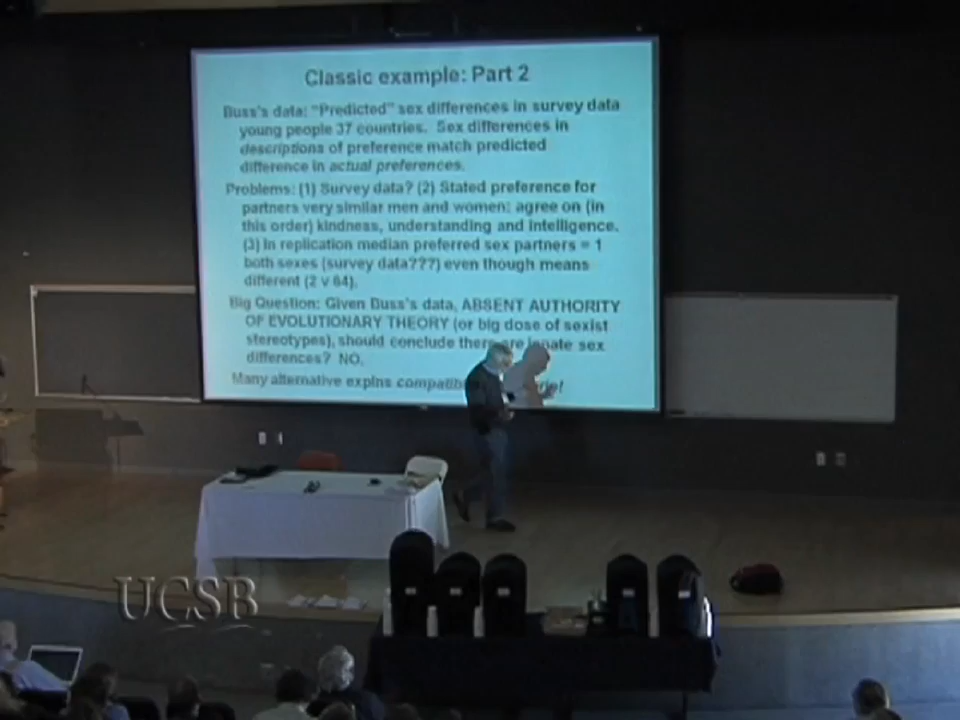 Classic example: Part 2
Buss's data: "Predicted" sex differences in survey data
young people 37 countries. Sex differences in
descriptions of preference match predicted
difference in actual preferences.
Problems: (1) Survey data? (2) Stated preference for
partners very similar men and women: agree on (in
this order) kindness, understanding and intelligence.
(3) In replication median preferred sex partners = 1
both sexes (survey data???) even though means
different (2 v 64).
Big Question: Given Buss's data, ABSENT AUTHORITY
OF EVOLUTIONARY THEORY (or big dose of sexist
stereotypes), should conclude there are innate sex
differences? NO.
Many alternative explns
UCSB